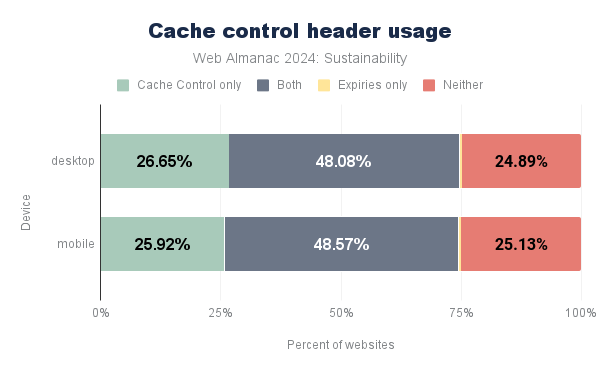 Cache control header usage
Web Almanac 2024: Sustainability
Cache Control only Both Expiries only Neither
Device
desktop 26.65% 48.08% 24.89%
mobile 25.92% 48.57% 25.13%
0% 25% 50% 75% 100%
Percent of websites